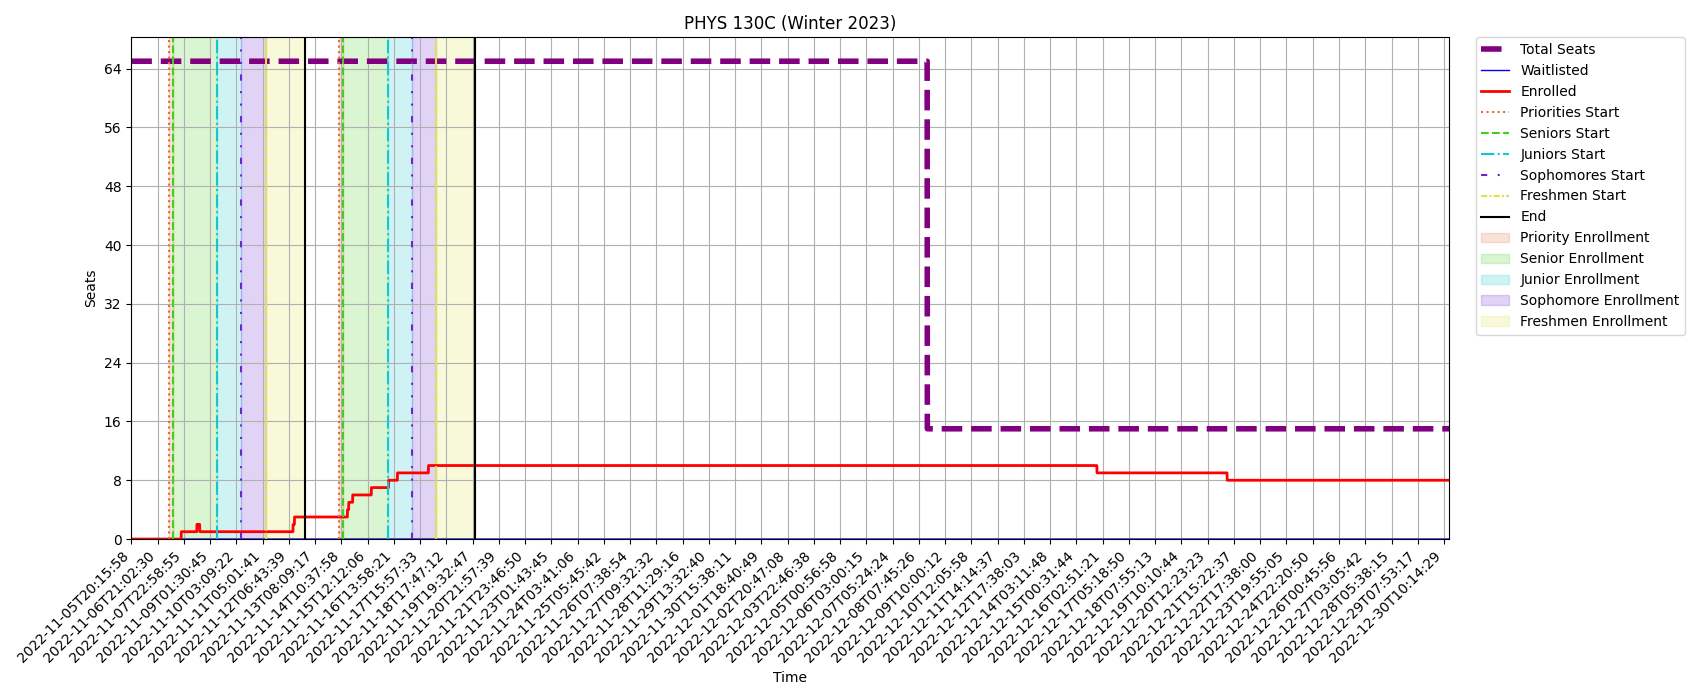 PHYS 130C (Winter 2023)
Seats
64
56
48
40
32
24
16
8
0
2022-11-05T20:15:58
2022-11-06T21:02:30
2022-11-07T22:58:55
2022-11-09T01:30:45
2022-11-10T03:09:22
2022-11-11T05:01:41
2022-11-12T06:43:39
2022-11-13T08:09:17
2022-11-14T10:37:58
2022-11-15T12:12:06
2022-11-16T13:58:21
2022-11-17T15:57:33
2022-11-18T17:47:12
2022-11-19T19:32:47
2022-11-20T21:57:39
2022-11-21T23:46:50
2022-11-23T01:43:45
2022-11-24T03:41:06
2022-11-25T05:45:42
2022-11-26T07:38:54
2022-11-27T09:32:32
2022-11-28T11:29:16
2022-11-29T13:32:40
2022-11-30T15:38:11
2022-12-01T18:40:49
2022-12-02T20:47:08
2022-12-03T22:46:38
2022-12-05T00:56:58
2022-12-06T03:00:15
2022-12-07T05:24:24
2022-12-08T07:45:26
2022-12-09T10:00:12
2022-12-10T12:05:58
2022-12-11T14:14:37
2022-12-12T17:38:03
2022-12-14T03:11:48
2022-12-15T00:31:44
2022-12-16T02:51:21
2022-12-17T05:18:50
2022-12-18T07:55:13
2022-12-19T10:10:44
2022-12-20T12:23:23
2022-12-21T15:22:37
2022-12-22T17:38:00
2022-12-23T19:55:05
2022-12-24T22:20:50
2022-12-26T00:45:56
2022-12-27T03:05:42
2022-12-28T05:38:15
2022-12-29T07:53:17
2022-12-30T10:14:29
Time
Total Seats
Waitlisted
Enrolled
Priorities Start
Seniors Start
Juniors Start
Sophomores Start
Freshmen Start
End
Priority Enrollment
Senior Enrollment
Junior Enrollment
Sophomore Enrollment
Freshmen Enrollment